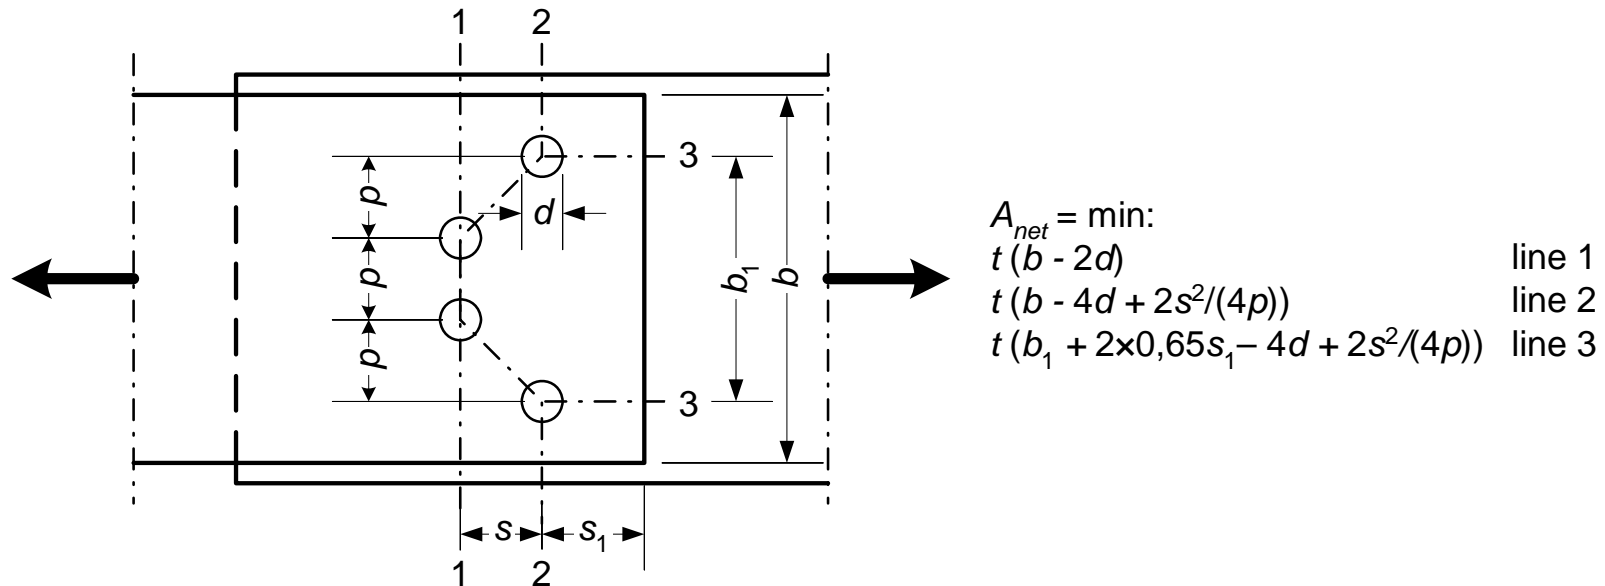 1 2
3
p
d
p
b₁
b
p
3
s
s₁
1 2
A_net = min:
t (b - 2d) line 1
t (b - 4d + 2s²/(4p)) line 2
t (b₁ + 2×0,65s₁ – 4d + 2s²/(4p)) line 3